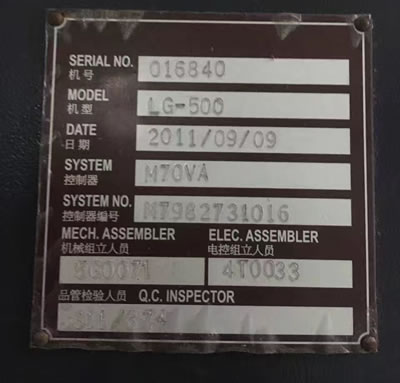 SERIAL NO. 016840
机号
MODEL LG-500
机型
DATE 2011/09/09
日期
SYSTEM M70VA
控制器
SYSTEM NO. M7982731016
控制器编号
MECH. ASSEMBLER ELEC. ASSEMBLER
机械组立人员 电控组立人员
4T0033
品管检验人员 Q.C. INSPECTOR